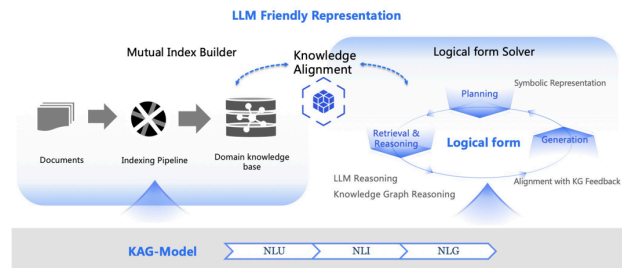 LLM Friendly Representation
Mutual Index Builder
Knowledge
Alignment
Logical form Solver
Planning
Symbolic Representation
Retrieval &
Reasoning
Logical form
Generation
Documents
Indexing Pipeline
Domain knowledge
base
LLM Reasoning
Knowledge Graph Reasoning
Alignment with KG Feedback
KAG-Model
NLU
NLI
NLG